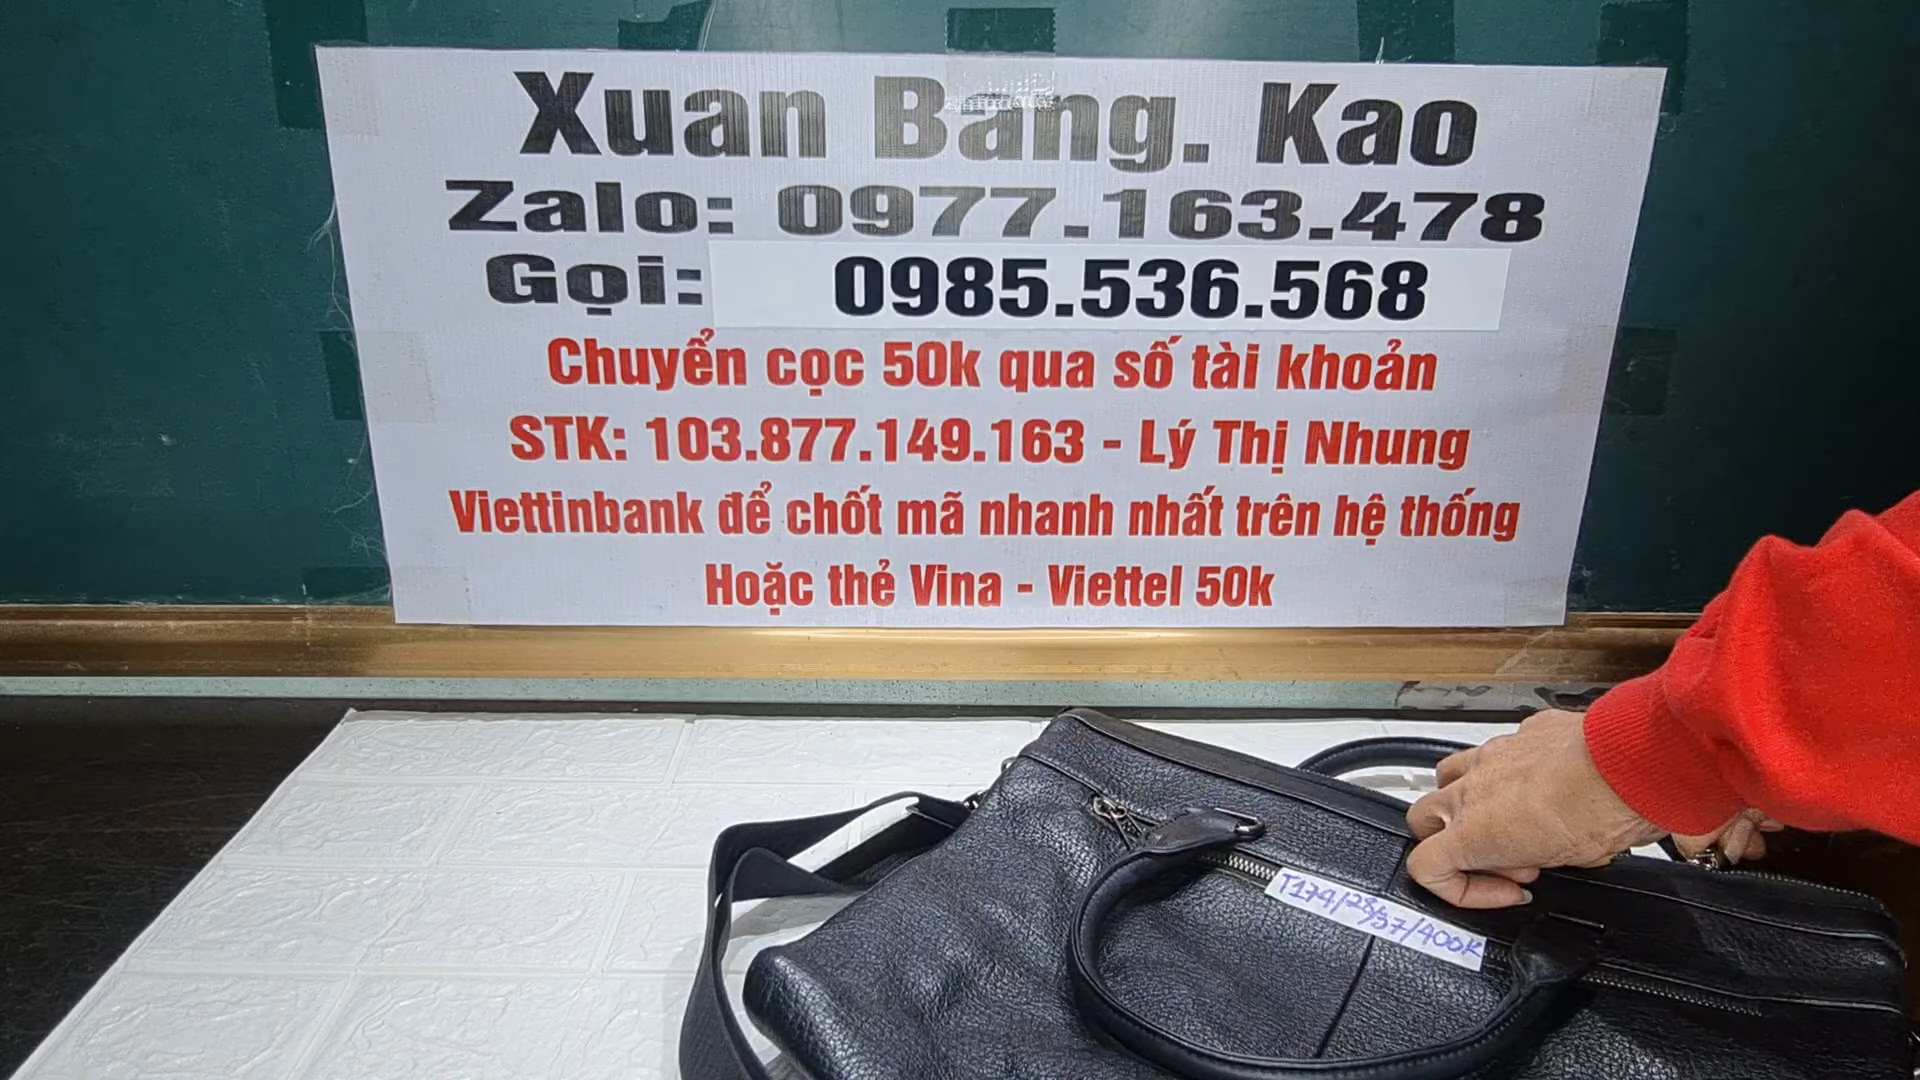 Xuan Bang. Kao
Zalo: 0977.163.478
Gọi: 0985.536.568
Chuyển cọc 50k qua số tài khoản
STK: 103.877.149.163 - Lý Thị Nhung
Viettinbank để chốt mã nhanh nhất trên hệ thống
Hoặc thẻ Vina - Viettel 50k
T174/28x37/400K